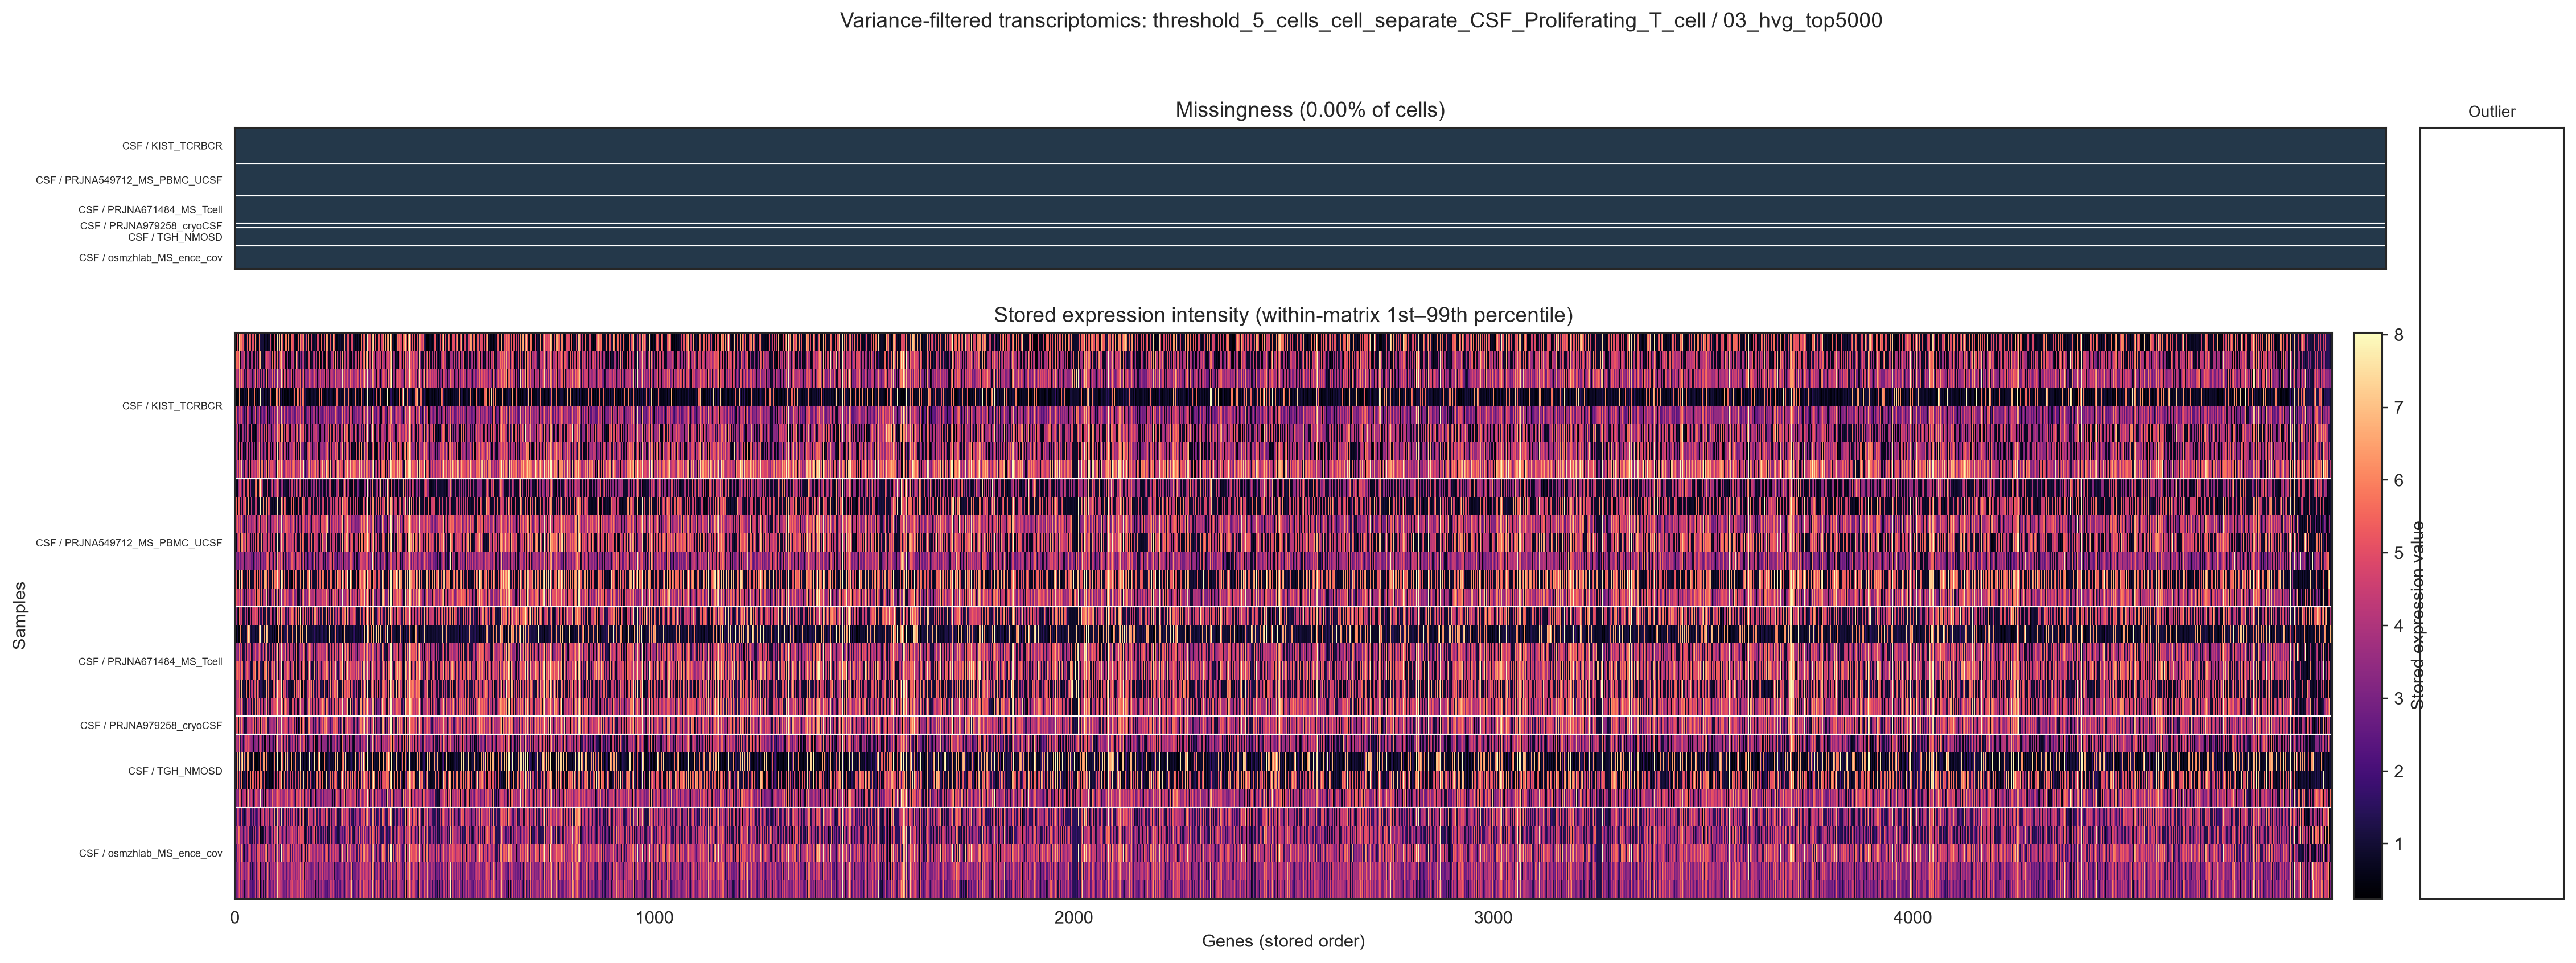 Variance-filtered transcriptomics: threshold_5_cells_cell_separate_CSF_Proliferating_T_cell / 03_hvg_top5000
Missingness (0.00% of cells)
Outlier
CSF / KIST_TCRBCR
CSF / PRJNA549712_MS_PBMC_UCSF
CSF / PRJNA671484_MS_Tcell
CSF / PRJNA979258_cryoCSF
CSF / TGH_NMOSD
CSF / osmzhlab_MS_ence_cov
Stored expression intensity (within-matrix 1st–99th percentile)
CSF / KIST_TCRBCR
CSF / PRJNA549712_MS_PBMC_UCSF
CSF / PRJNA671484_MS_Tcell
CSF / PRJNA979258_cryoCSF
CSF / TGH_NMOSD
CSF / osmzhlab_MS_ence_cov
Samples
0
1000
2000
3000
4000
Genes (stored order)
8
7
6
5
4
3
2
1
Stored expression value